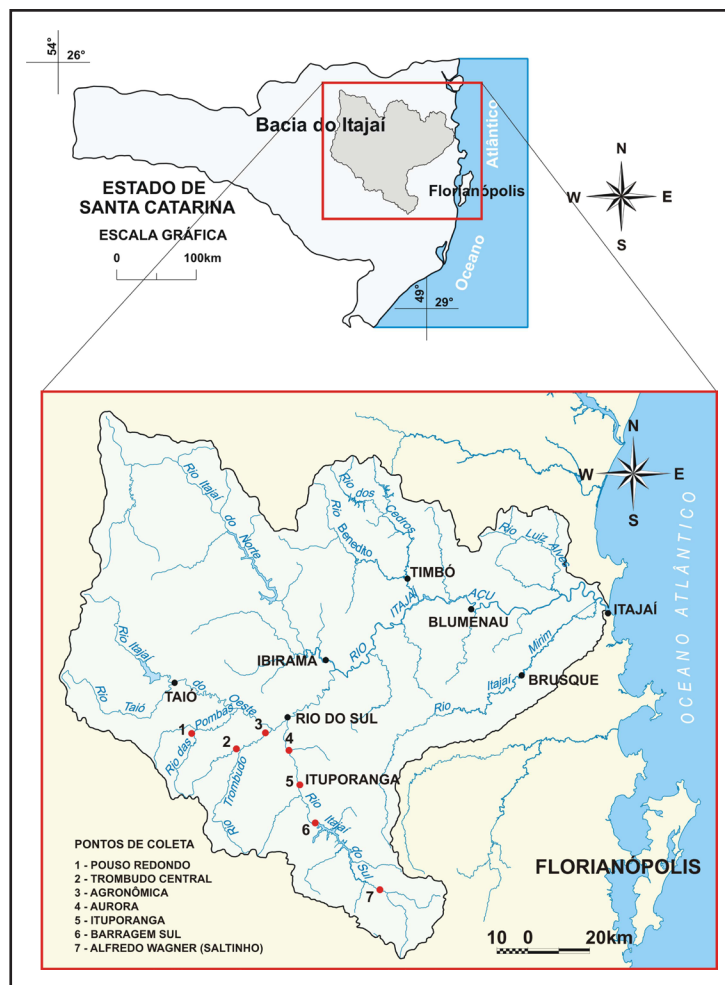 54°
26°
Bacia do Itajaí
Atlântico
Florianópolis
Oceano
49°
29°
ESTADO DE
SANTA CATARINA
ESCALA GRÁFICA
0 100km
N
W E
S
N
W E
S
Rio Itajaí do Norte
Rio dos Cedros
Rio Benedito
Rio Luiz Alves
TIMBÓ
RIO ITAJAÍ AÇU
BLUMENAU
ITAJAÍ
IBIRAMA
Rio Itajaí Mirim
BRUSQUE
Rio Itajaí do Oeste
TAIÓ
Rio Taió
Rio das Pombas
RIO DO SUL
1
2
3
4
5
6
7
Rio Trombudo
ITUPORANGA
Rio Itajaí do Sul
OCEANO ATLÂNTICO
FLORIANÓPOLIS
PONTOS DE COLETA
1 - POUSO REDONDO
2 - TROMBUDO CENTRAL
3 - AGRONÔMICA
4 - AURORA
5 - ITUPORANGA
6 - BARRAGEM SUL
7 - ALFREDO WAGNER (SALTINHO)
10 0 20km